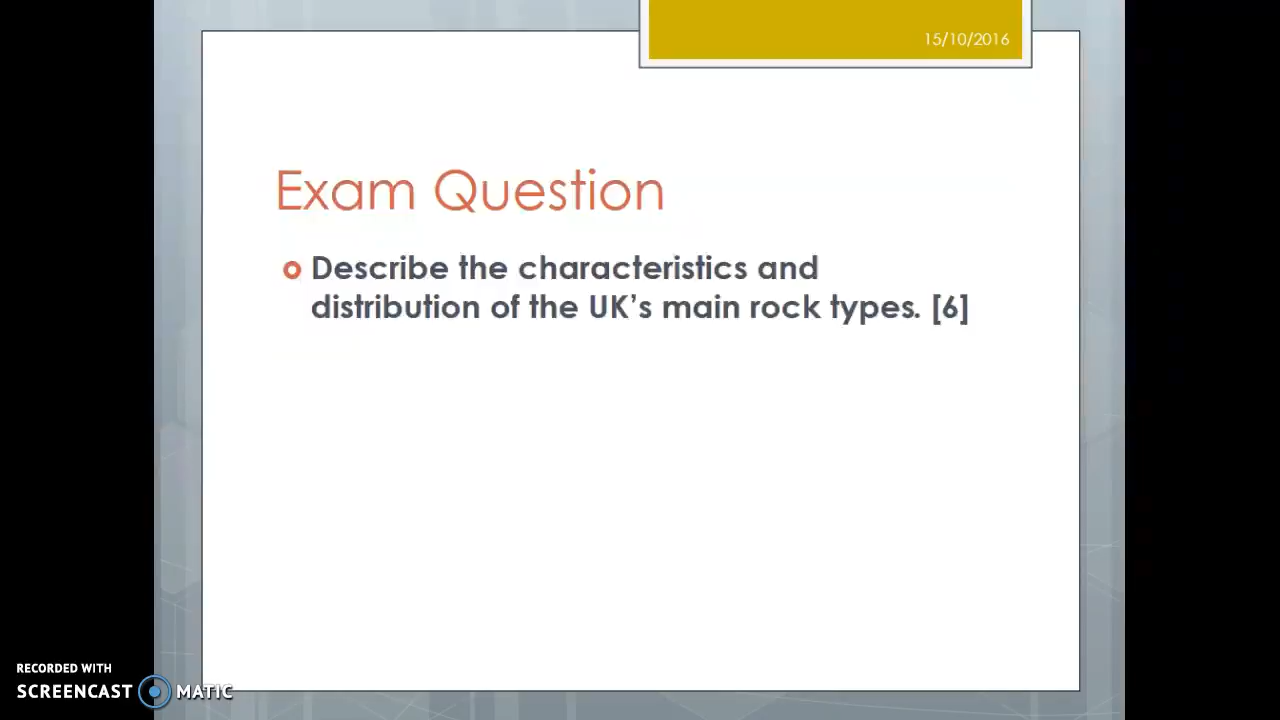 15/10/2016
Exam Question
Describe the characteristics and
distribution of the UK’s main rock types. [6]
RECORDED WITH
SCREENCAST MATIC